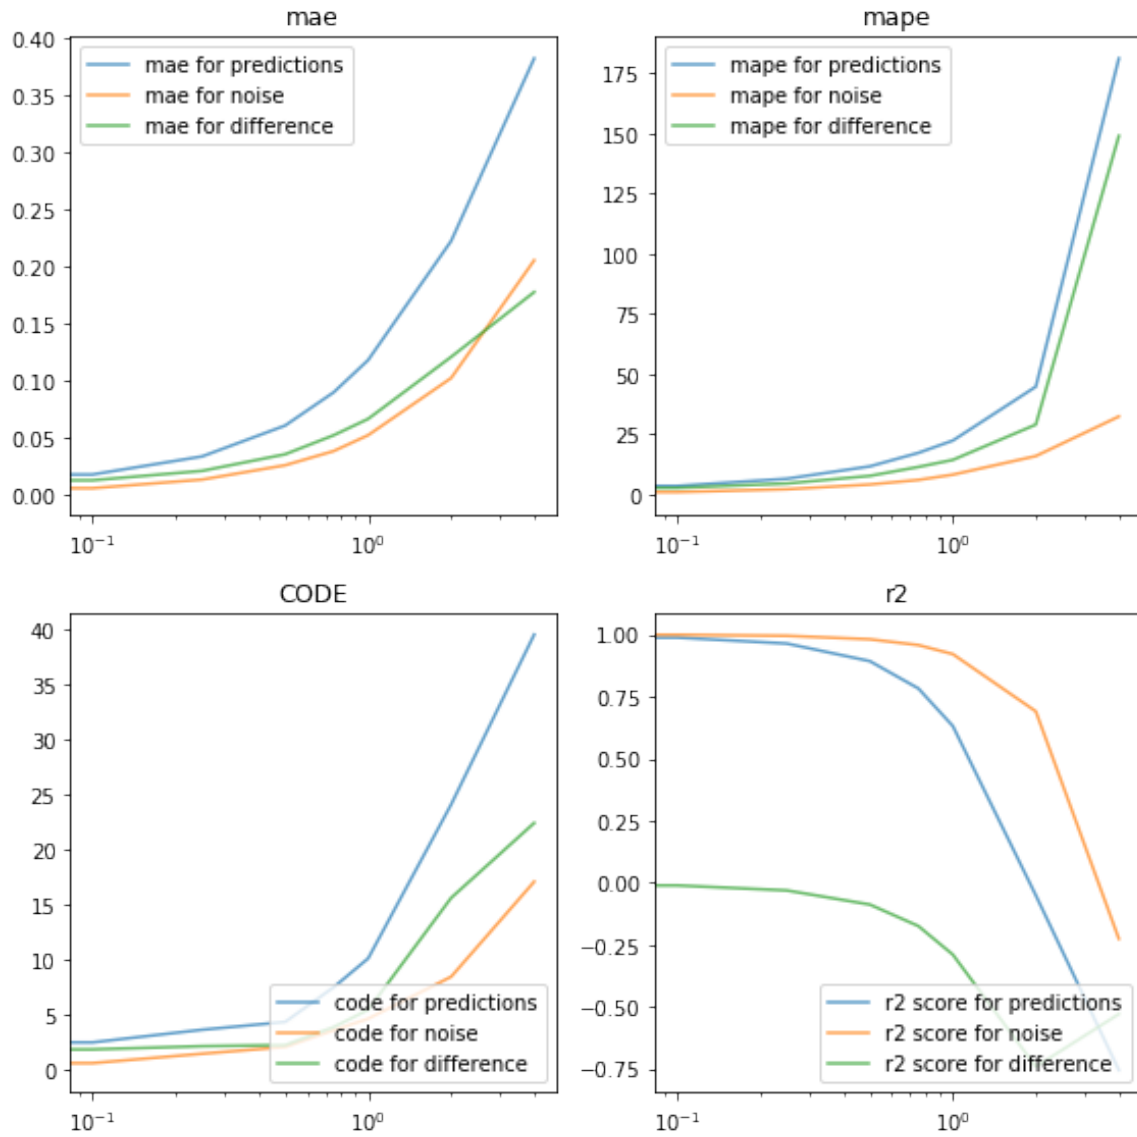 mae
0.40
0.35
0.30
0.25
0.20
0.15
0.10
0.05
0.00
mae for predictions
mae for noise
mae for difference
10⁻¹
10⁰
mape
175
150
125
100
75
50
25
0
mape for predictions
mape for noise
mape for difference
10⁻¹
10⁰
CODE
40
35
30
25
20
15
10
5
0
code for predictions
code for noise
code for difference
10⁻¹
10⁰
r2
1.00
0.75
0.50
0.25
0.00
−0.25
−0.50
−0.75
r2 score for predictions
r2 score for noise
r2 score for difference
10⁻¹
10⁰